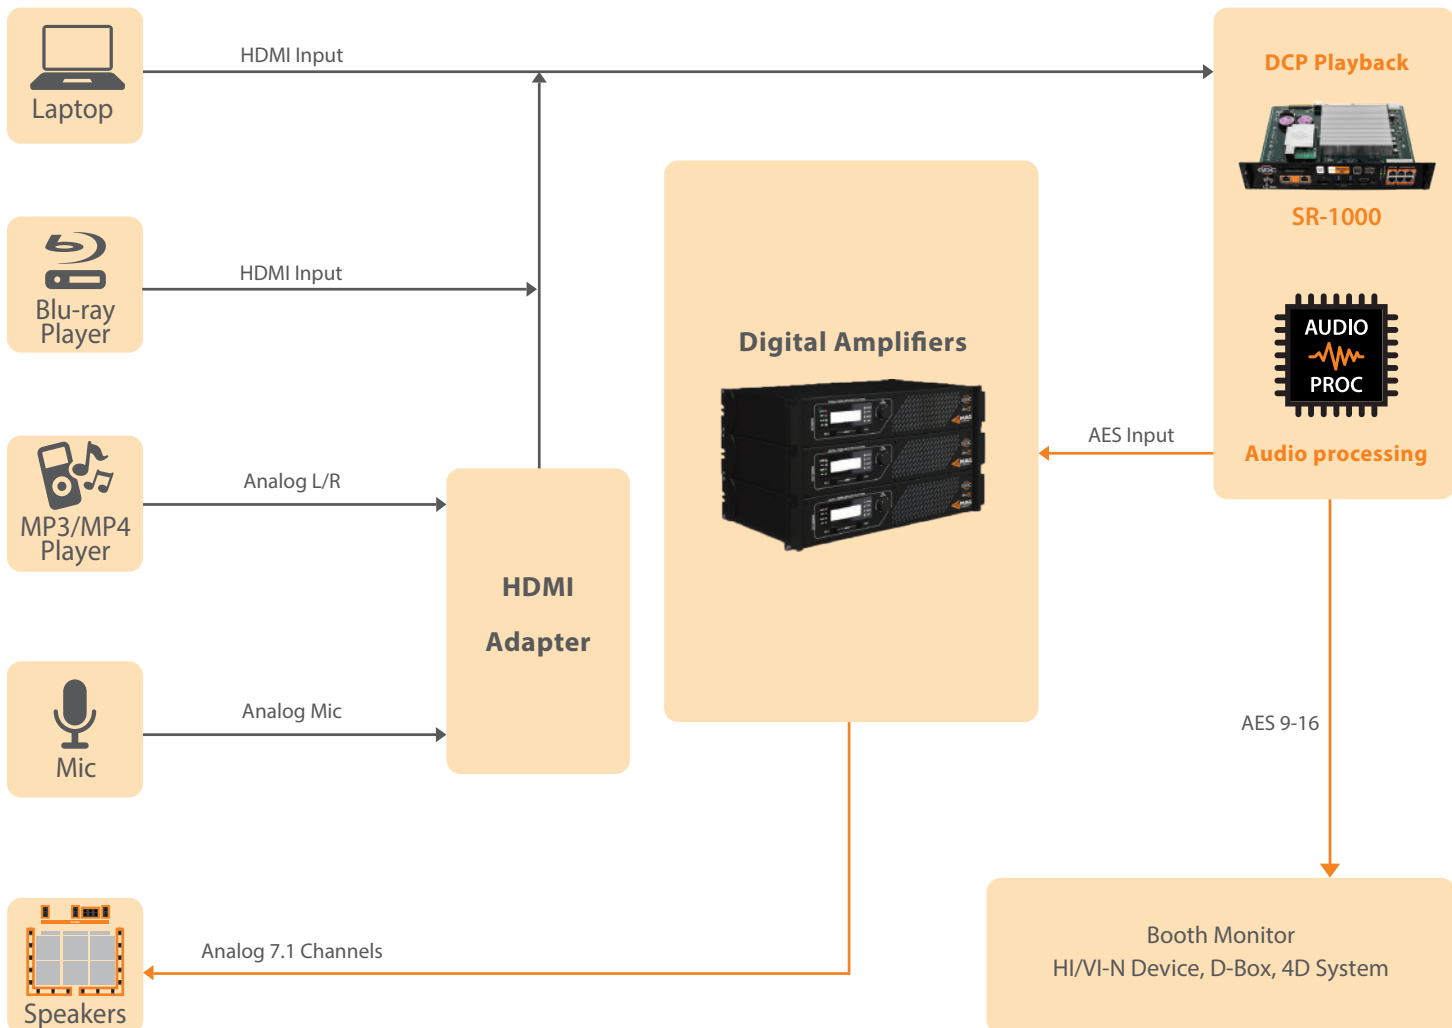 HDMI Input
Laptop
DCP Playback
SR-1000
HDMI Input
Blu-ray
Player
Digital Amplifiers
AUDIO
PROC
AES Input
Audio processing
Analog L/R
MP3/MP4
Player
HDMI
Adapter
Analog Mic
Mic
AES 9-16
Analog 7.1 Channels
Speakers
Booth Monitor
HI/VI-N Device, D-Box, 4D System